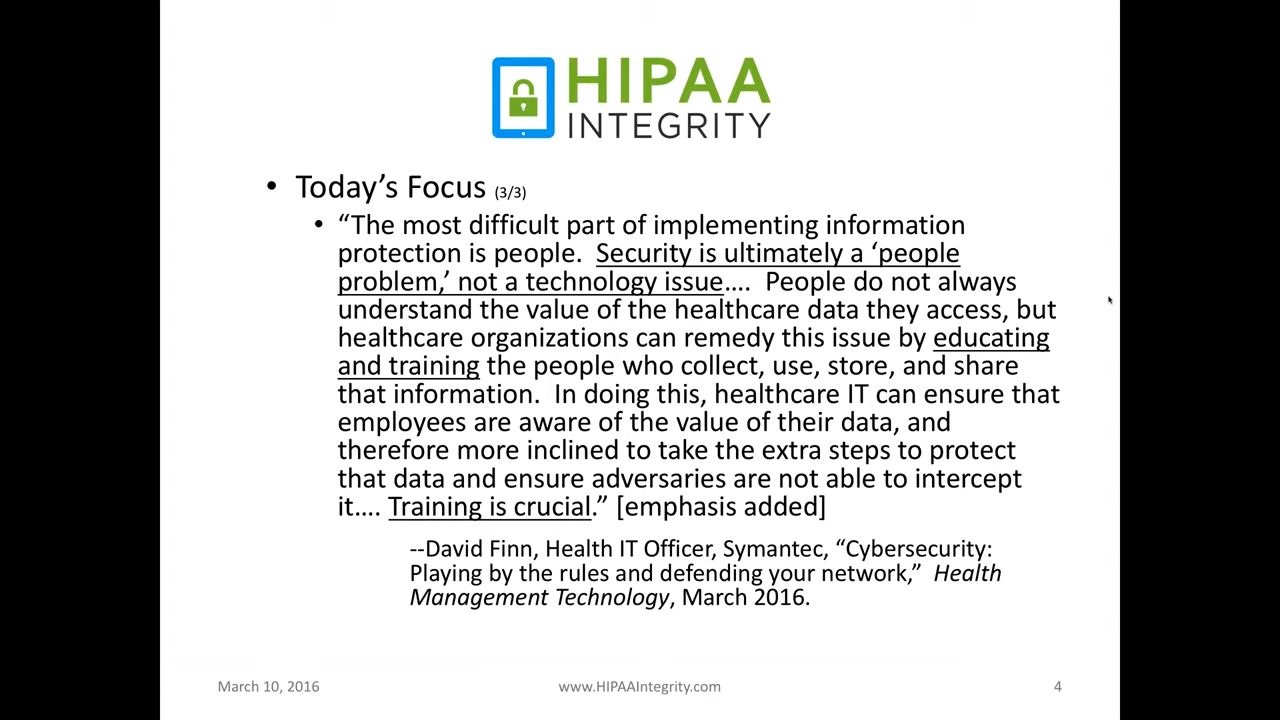 HIPAA
INTEGRITY
• Today’s Focus (3/3)
• “The most difficult part of implementing information
protection is people.  Security is ultimately a ‘people
problem,’ not a technology issue….  People do not always
understand the value of the healthcare data they access, but
healthcare organizations can remedy this issue by educating
and training the people who collect, use, store, and share
that information.  In doing this, healthcare IT can ensure that
employees are aware of the value of their data, and
therefore more inclined to take the extra steps to protect
that data and ensure adversaries are not able to intercept
it…. Training is crucial.” [emphasis added]
--David Finn, Health IT Officer, Symantec, “Cybersecurity:
Playing by the rules and defending your network,”  Health
Management Technology, March 2016.
March 10, 2016
www.HIPAAIntegrity.com
4